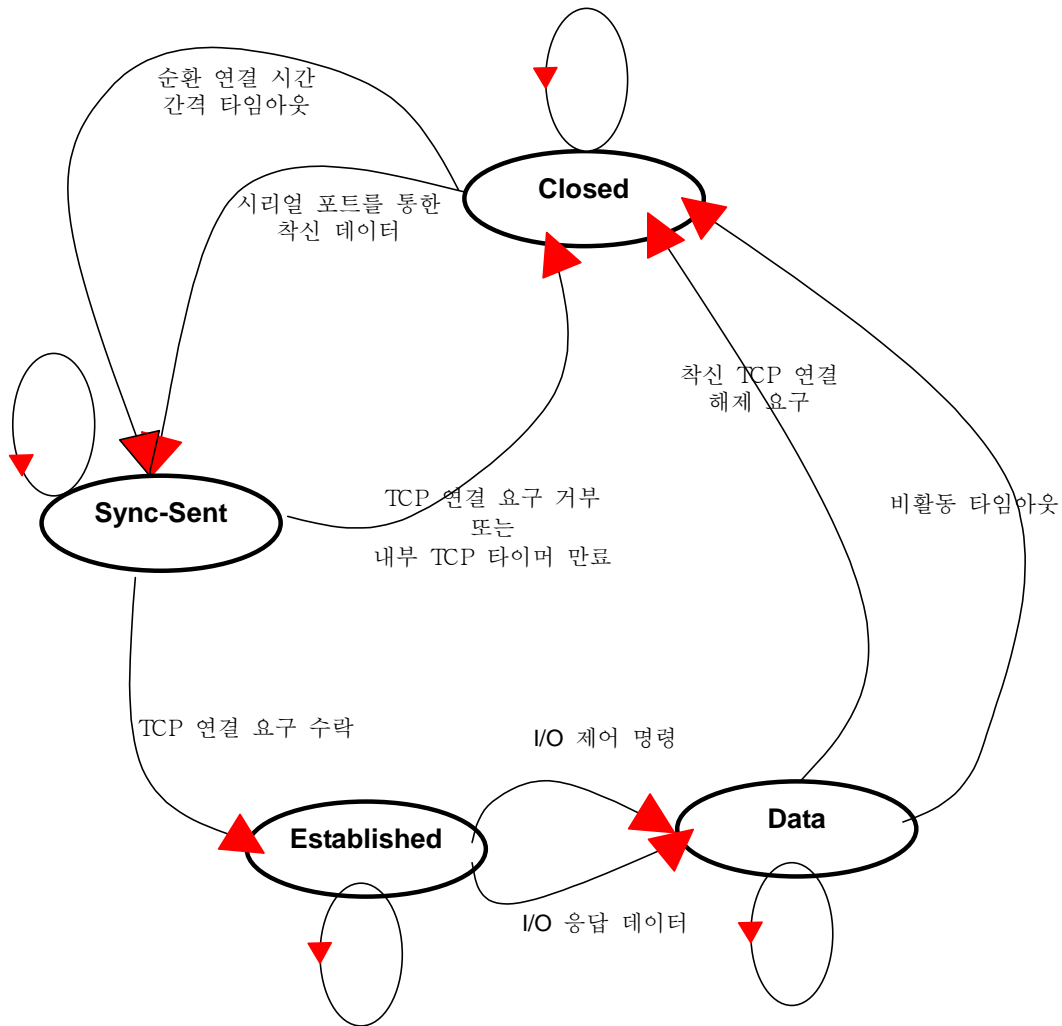 순환 연결 시간
간격 타임아웃
Closed
시리얼 포트를 통한
착신 데이터
착신 TCP 연결
해제 요구
TCP 연결 요구 거부
또는
내부 TCP 타이머 만료
비활동 타임아웃
Sync-Sent
TCP 연결 요구 수락
I/O 제어 명령
Established
Data
I/O 응답 데이터